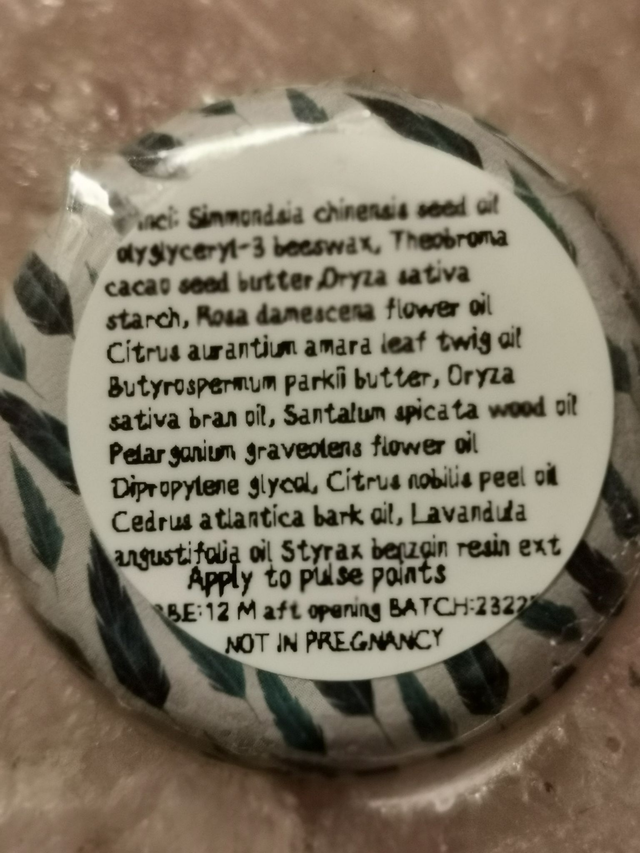 inci: Simmondsia chinensis seed oil
olyglyceryl-3 beeswax, Theobroma
cacao seed butter,Oryza sativa
starch, Rosa damescena flower oil
Citrus aurantium amara leaf twig oil
Butyrospermum parkii butter, Oryza
sativa bran oil, Santalum spicata wood oil
Pelarganium graveolens flower oil
Dipropylene glycol, Citrus nobilis peel oil
Cedrus atlantica bark oil, Lavandula
angustifolia oil Styrax benzoin resin ext
Apply to pulse points
BE:12 M aft opening BATCH:2322
NOT IN PREGNANCY